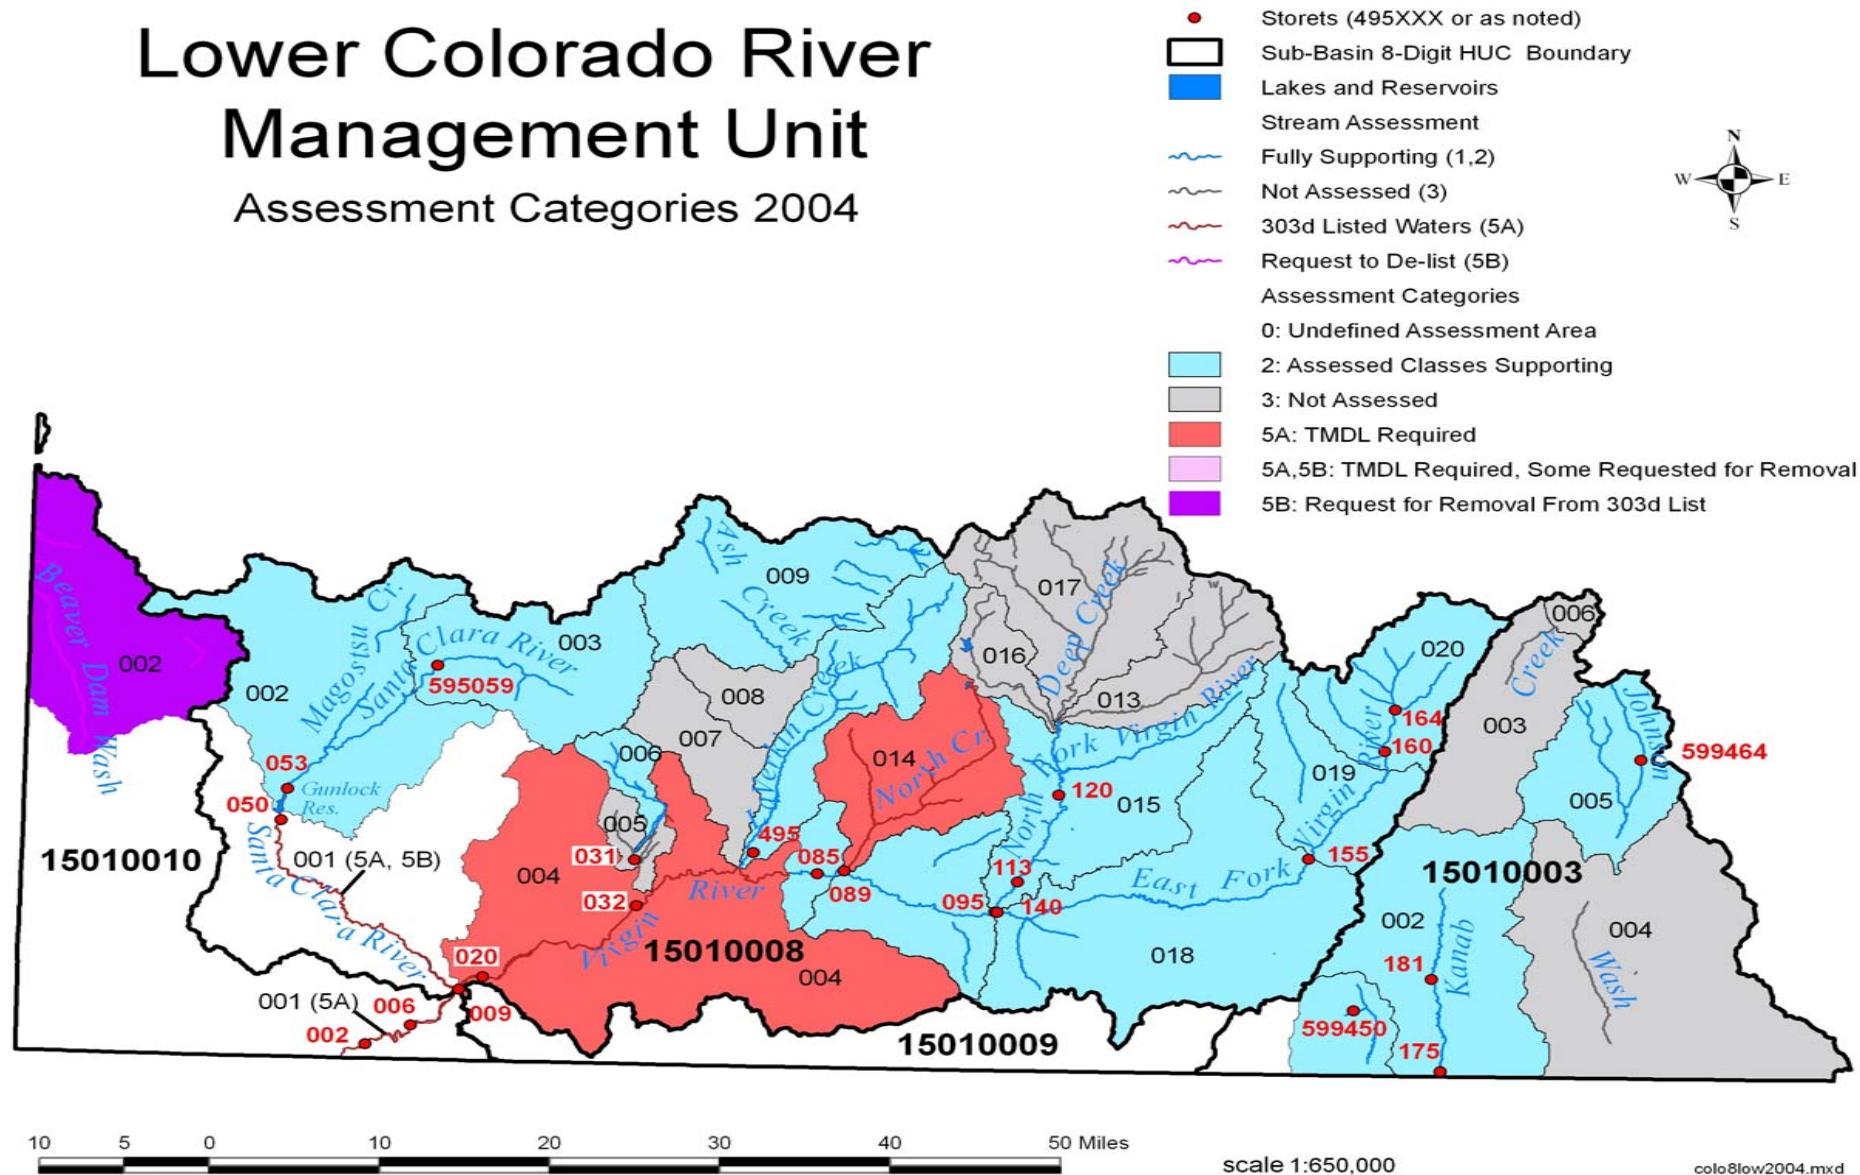 Lower Colorado River
Management Unit
Assessment Categories 2004
Storets (495XXX or as noted)
Sub-Basin 8-Digit HUC Boundary
Lakes and Reservoirs
Stream Assessment
Fully Supporting (1,2)
Not Assessed (3)
303d Listed Waters (5A)
Request to De-list (5B)
Assessment Categories
0: Undefined Assessment Area
2: Assessed Classes Supporting
3: Not Assessed
5A: TMDL Required
5A,5B: TMDL Required, Some Requested for Removal
5B: Request for Removal From 303d List
N
W
E
S
Beaver Dam Wash
002
002
Magostsu Cr.
Santa Clara River
003
595059
053
Gunlock
Res.
050
Santa Clara River
001 (5A, 5B)
15010010
001 (5A)
006
002
009
020
Ash Creek
009
008
007
006
005
031
032
004
Virgin River
15010008
004
Laverkin Creek
495
085
089
014
North Cr.
016
017
Deep Creek
013
North Fork Virgin River
120
015
113
095
140
East Fork Virgin River
018
019
020
164
160
155
15010009
15010003
003
Creek
006
005
Johnson
599464
002
Kanab
181
175
599450
004
Wash
10 5 0 10 20 30 40 50 Miles
scale 1:650,000
colo8low2004.mxd